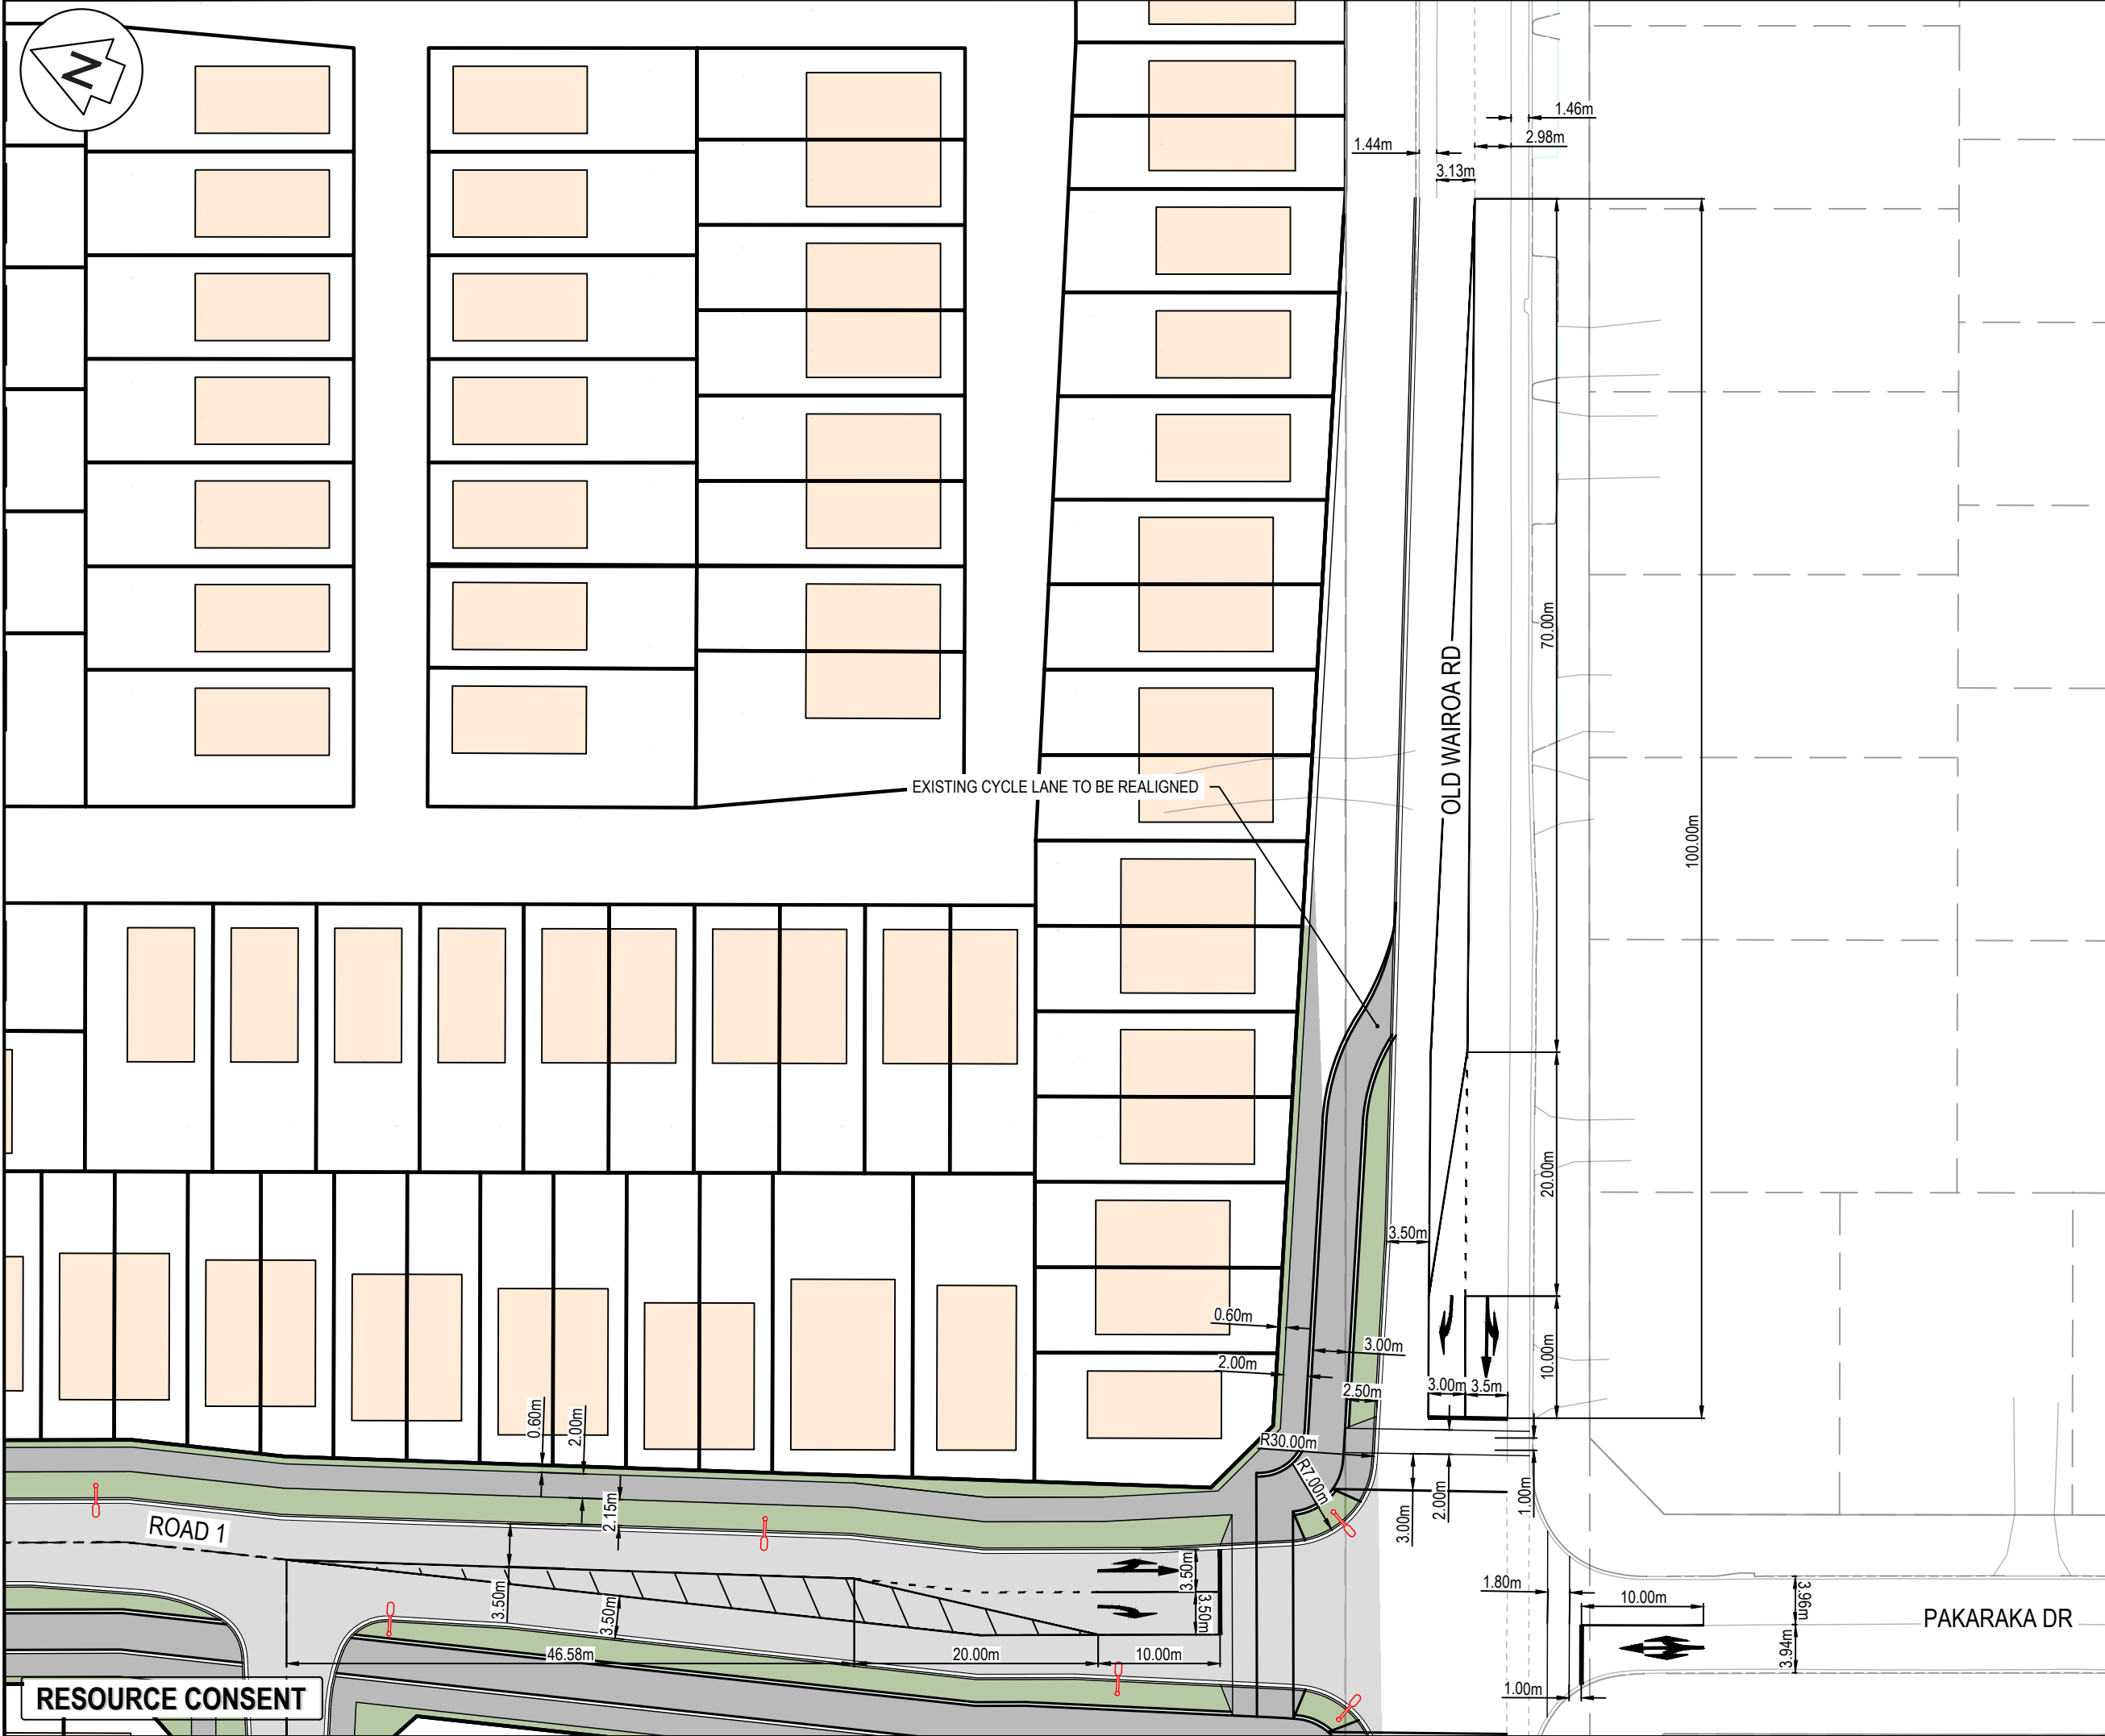 N
1.46m
2.98m
1.44m
3.13m
70.00m
OLD WAIROA RD
EXISTING CYCLE LANE TO BE REALIGNED
100.00m
20.00m
3.50m
0.60m
10.00m
3.00m
2.00m
3.00m
3.5m
2.50m
0.60m
2.00m
R30.00m
R7.00m
2.15m
3.00m
2.00m
1.00m
ROAD 1
3.50m
3.50m
3.50m
3.50m
1.80m
10.00m
3.96m
PAKARAKA DR
46.58m
20.00m
10.00m
3.94m
1.00m
RESOURCE CONSENT